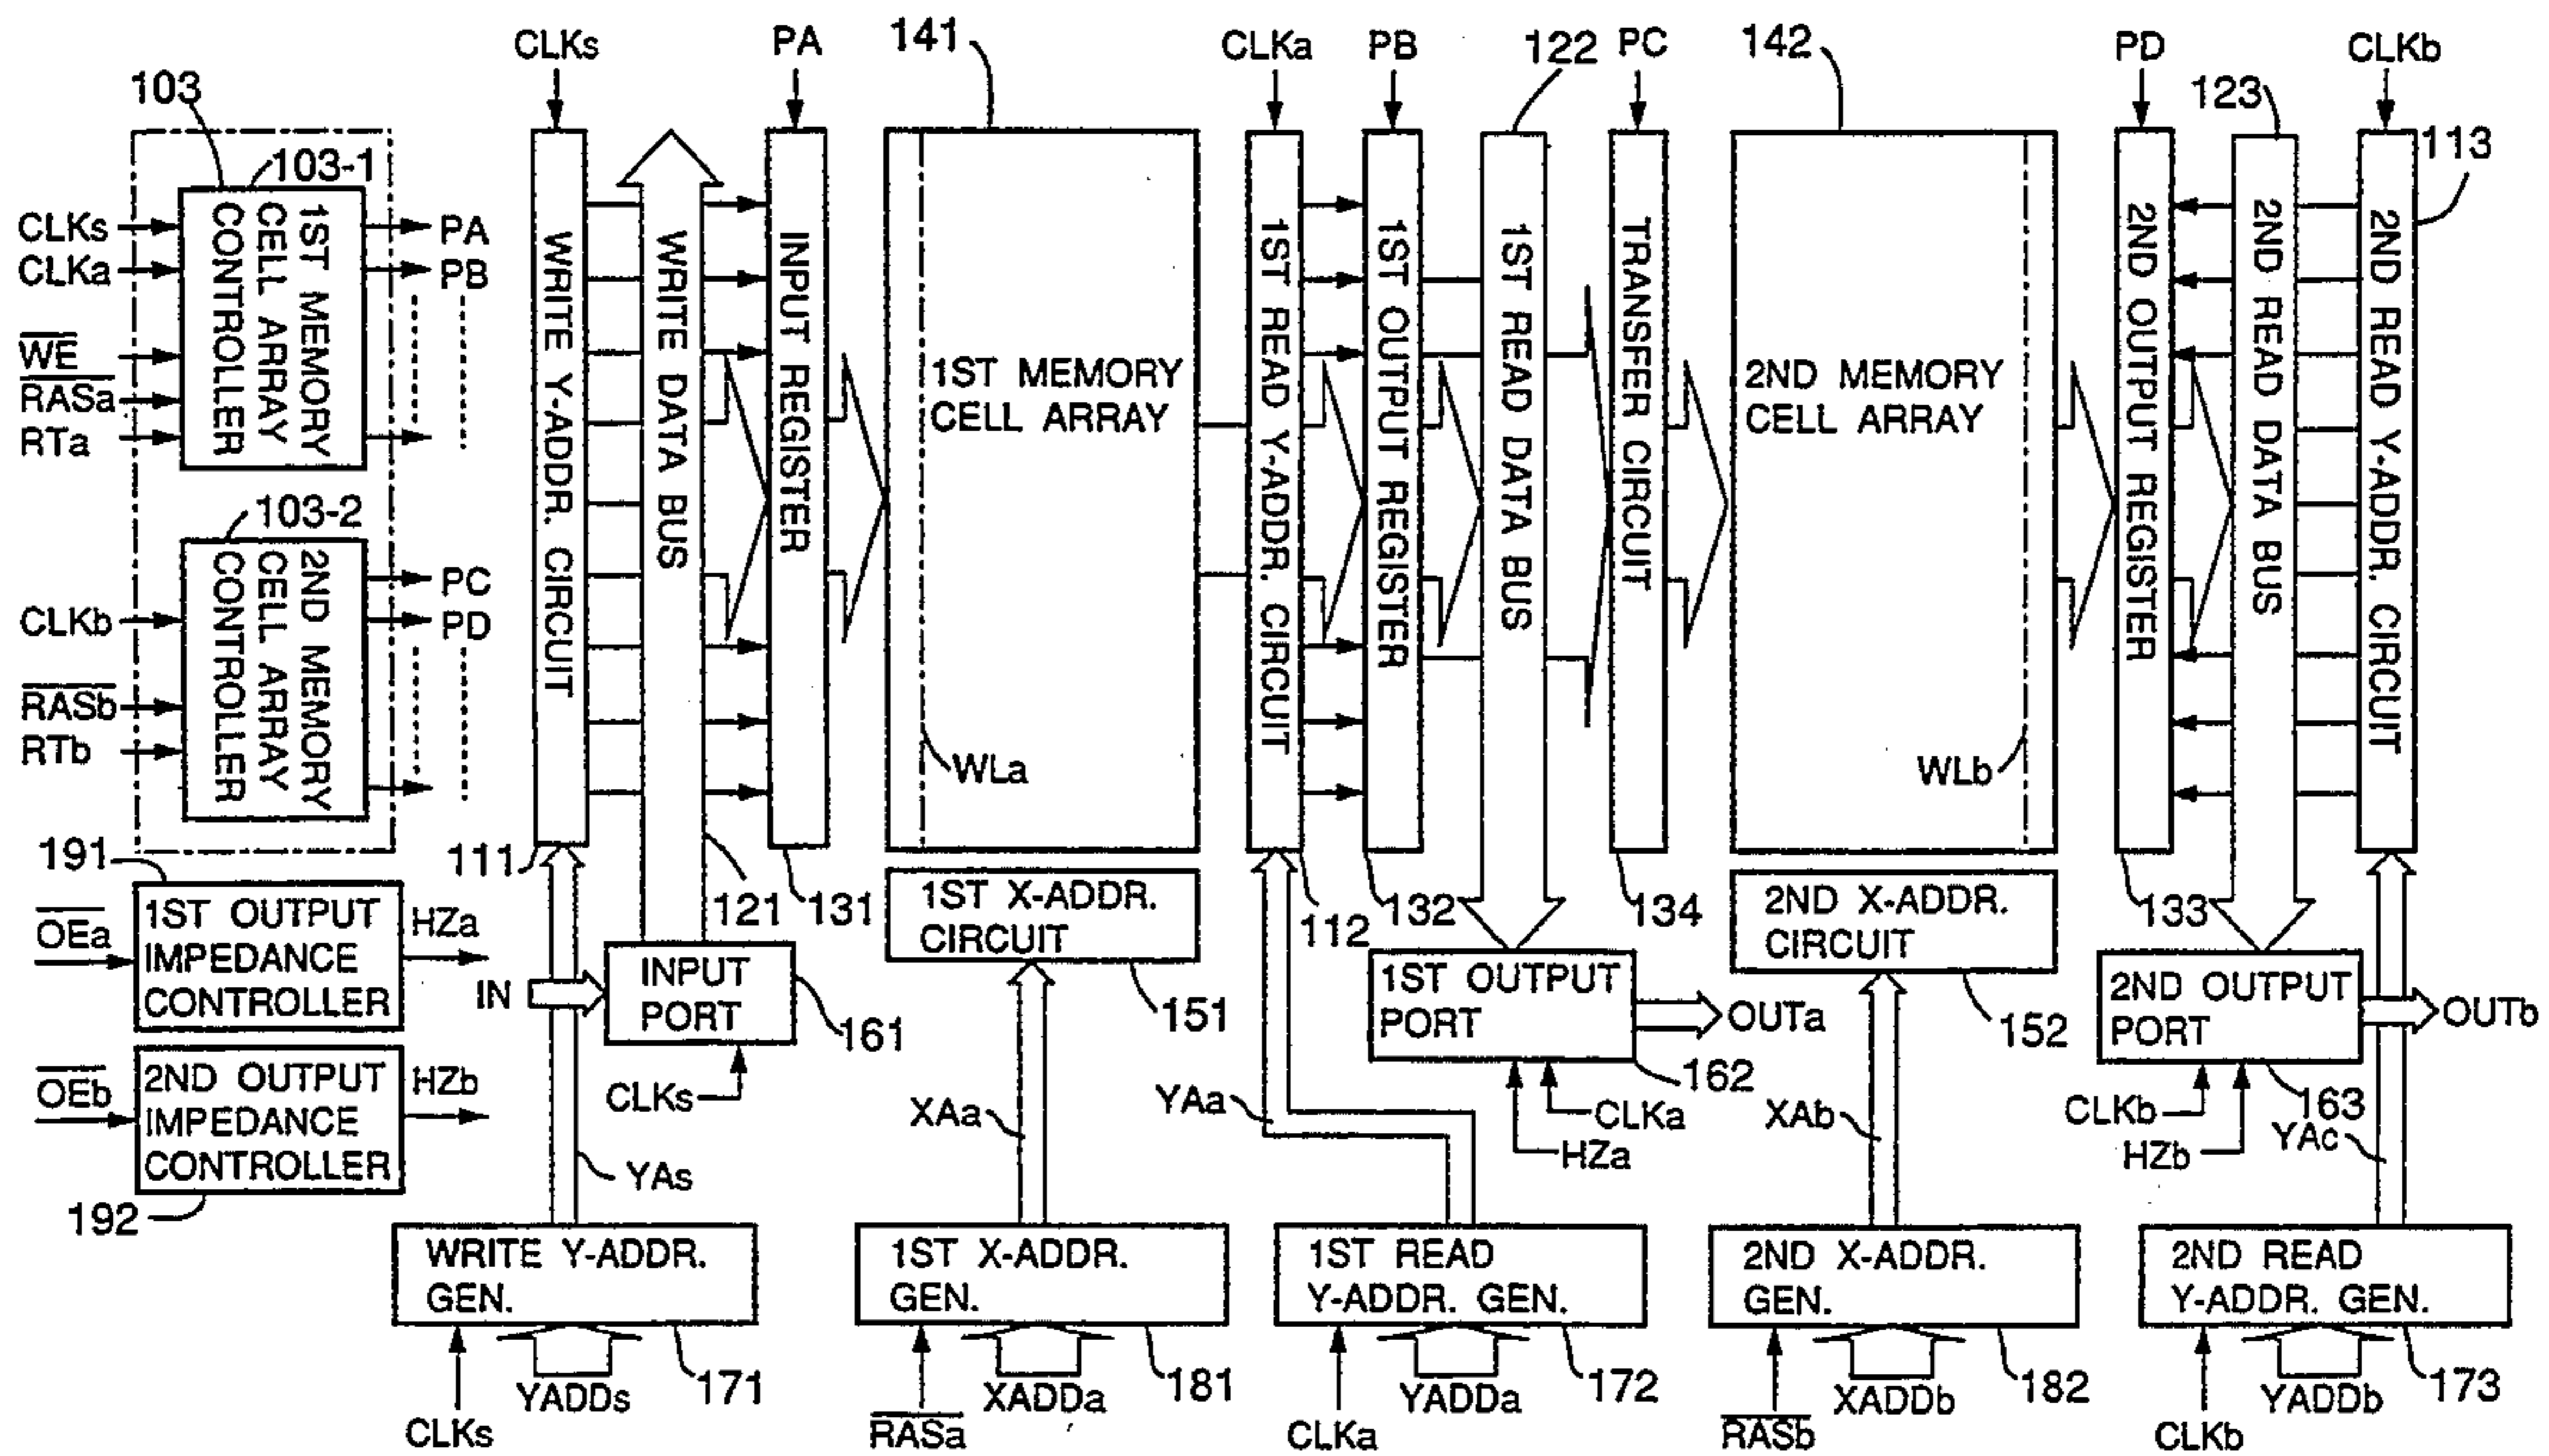 CLKs
PA
141
CLKa
PB
122
PC
142
PD
CLKb
103
123
113
103-1
1ST MEMORY
CELL ARRAY
CONTROLLER
CLKs
CLKa
WE
RASa
RTa
PA
PB
103-2
2ND MEMORY
CELL ARRAY
CONTROLLER
CLKb
RASb
RTb
PC
PD
WRITE Y-ADDR. CIRCUIT
WRITE DATA BUS
INPUT REGISTER
1ST MEMORY
CELL ARRAY
WLa
1ST READ Y-ADDR. CIRCUIT
1ST OUTPUT REGISTER
1ST READ DATA BUS
TRANSFER CIRCUIT
2ND MEMORY
CELL ARRAY
WLb
2ND OUTPUT REGISTER
2ND READ DATA BUS
2ND READ Y-ADDR. CIRCUIT
191
111
121
131
1ST X-ADDR.
CIRCUIT
112
132
134
2ND X-ADDR.
CIRCUIT
133
OEa
1ST OUTPUT
IMPEDANCE
CONTROLLER
HZa
IN
INPUT
PORT
161
151
1ST OUTPUT
PORT
OUTa
152
2ND OUTPUT
PORT
OUTb
OEb
2ND OUTPUT
IMPEDANCE
CONTROLLER
HZb
CLKs
162
163
XAa
YAa
CLKa
HZa
XAb
CLKb
HZb
YAc
YAs
192
WRITE Y-ADDR.
GEN.
1ST X-ADDR.
GEN.
1ST READ
Y-ADDR. GEN.
2ND X-ADDR.
GEN.
2ND READ
Y-ADDR. GEN.
CLKs
YADDs
171
RASa
XADDa
181
CLKa
YADDa
172
RASb
XADDb
182
CLKb
YADDb
173